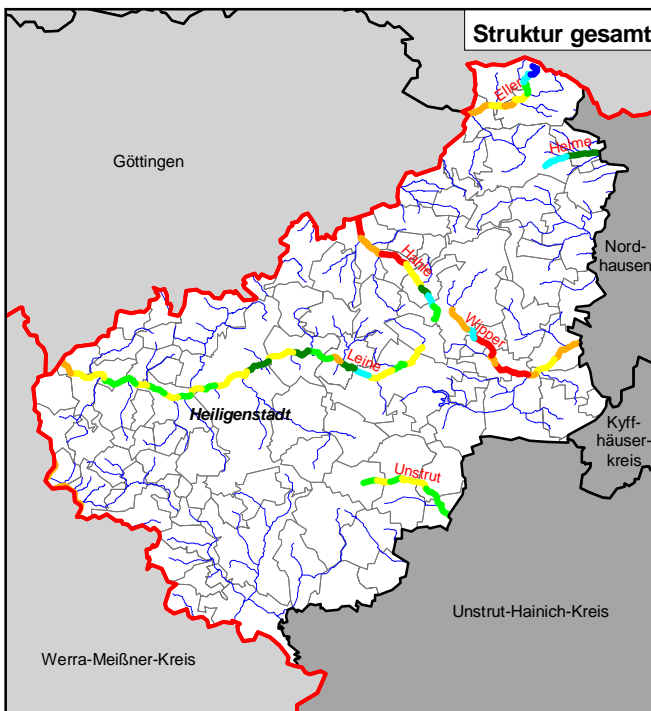 Struktur gesamt
Eller
Helme
Göttingen
Nord-
hausen
Hahle
Wipper
Leine
Heiligenstadt
Kyff-
häuser-
kreis
Unstrut
Unstrut-Hainich-Kreis
Werra-Meißner-Kreis